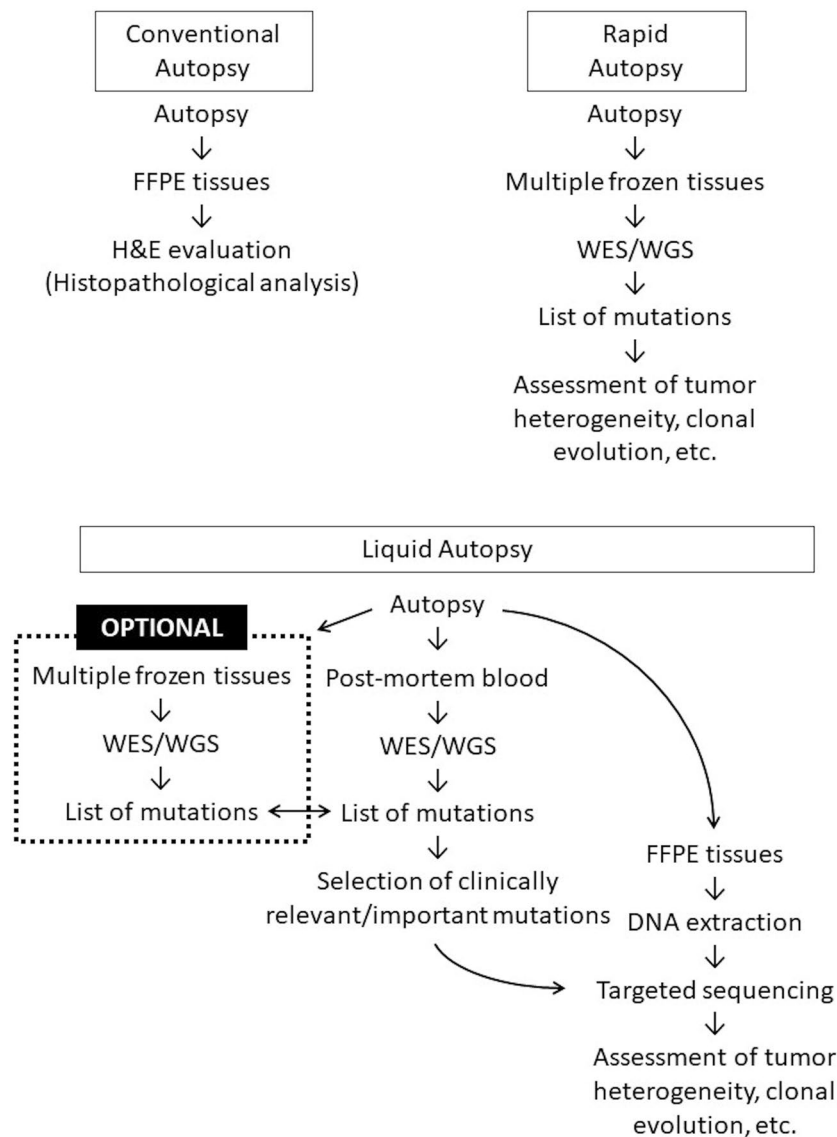 Conventional
Autopsy
Autopsy
↓
FFPE tissues
↓
H&E evaluation
(Histopathological analysis)
Rapid
Autopsy
Autopsy
↓
Multiple frozen tissues
↓
WES/WGS
↓
List of mutations
↓
Assessment of tumor
heterogeneity, clonal
evolution, etc.
Liquid Autopsy
Autopsy
OPTIONAL
Multiple frozen tissues
↓
WES/WGS
↓
List of mutations
↓
Post-mortem blood
↓
WES/WGS
↓
List of mutations
↓
Selection of clinically
relevant/important mutations
FFPE tissues
↓
DNA extraction
↓
Targeted sequencing
↓
Assessment of tumor
heterogeneity, clonal
evolution, etc.